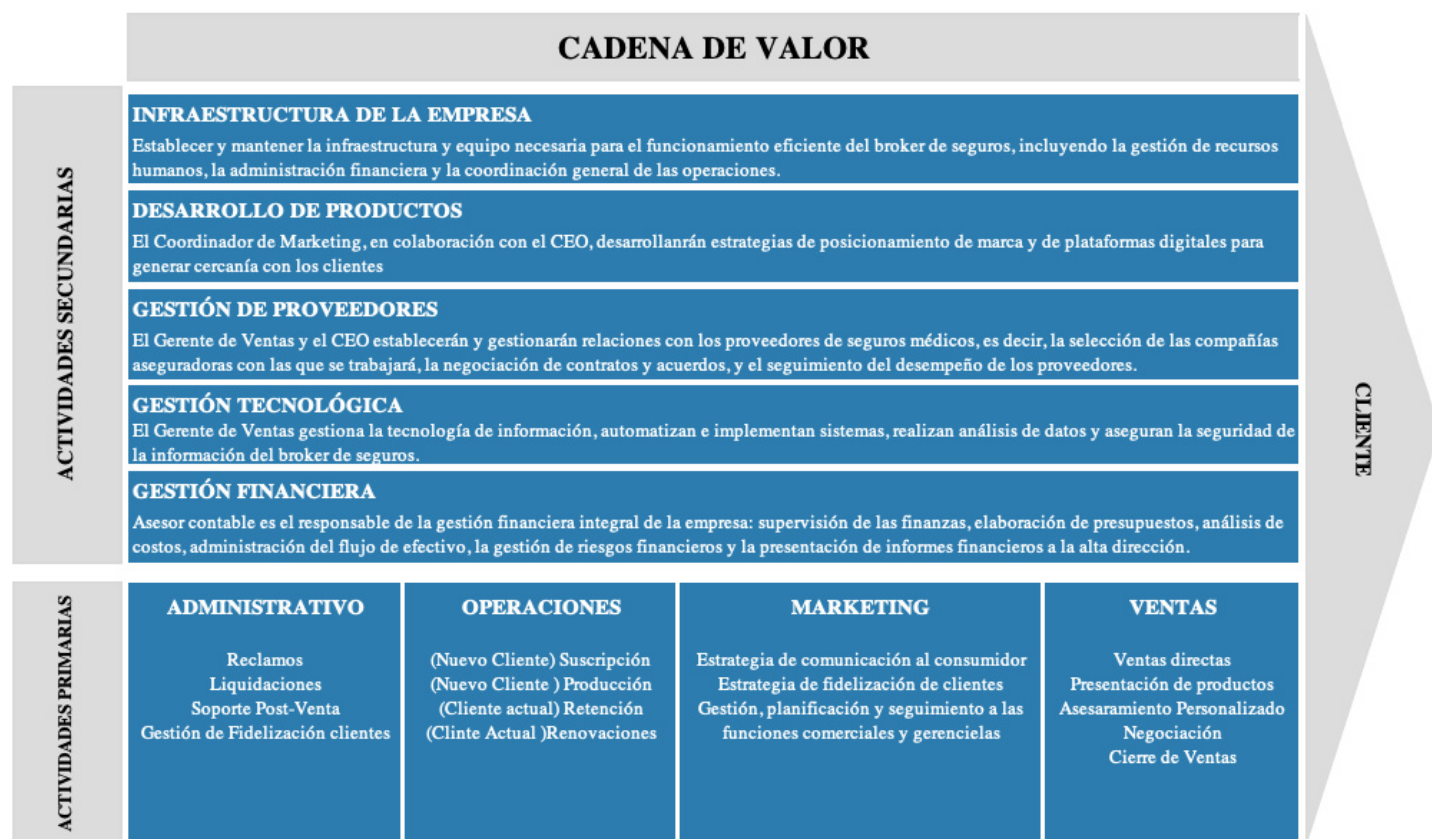 CADENA DE VALOR
ACTIVIDADES SECUNDARIAS
INFRAESTRUCTURA DE LA EMPRESA
Establecer y mantener la infraestructura y equipo necesaria para el funcionamiento eficiente del broker de seguros, incluyendo la gestión de recursos
humanos, la administración financiera y la coordinación general de las operaciones.
DESARROLLO DE PRODUCTOS
El Coordinador de Marketing, en colaboración con el CEO, desarrollanrán estrategias de posicionamiento de marca y de plataformas digitales para
generar cercanía con los clientes
GESTIÓN DE PROVEEDORES
El Gerente de Ventas y el CEO establecerán y gestionarán relaciones con los proveedores de seguros médicos, es decir, la selección de las compañías
aseguradoras con las que se trabajará, la negociación de contratos y acuerdos, y el seguimiento del desempeño de los proveedores.
GESTIÓN TECNOLÓGICA
El Gerente de Ventas gestiona la tecnología de información, automatizan e implementan sistemas, realizan análisis de datos y aseguran la seguridad de
la información del broker de seguros.
GESTIÓN FINANCIERA
Asesor contable es el responsable de la gestión financiera integral de la empresa: supervisión de las finanzas, elaboración de presupuestos, análisis de
costos, administración del flujo de efectivo, la gestión de riesgos financieros y la presentación de informes financieros a la alta dirección.
ACTIVIDADES PRIMARIAS
ADMINISTRATIVO
Reclamos
Liquidaciones
Soporte Post-Venta
Gestión de Fidelización clientes
OPERACIONES
(Nuevo Cliente) Suscripción
(Nuevo Cliente ) Producción
(Cliente actual) Retención
(Clinte Actual )Renovaciones
MARKETING
Estrategia de comunicación al consumidor
Estrategia de fidelización de clientes
Gestión, planificación y seguimiento a las
funciones comerciales y gerencielas
VENTAS
Ventas directas
Presentación de productos
Asesaramiento Personalizado
Negociación
Cierre de Ventas
CLIENTE